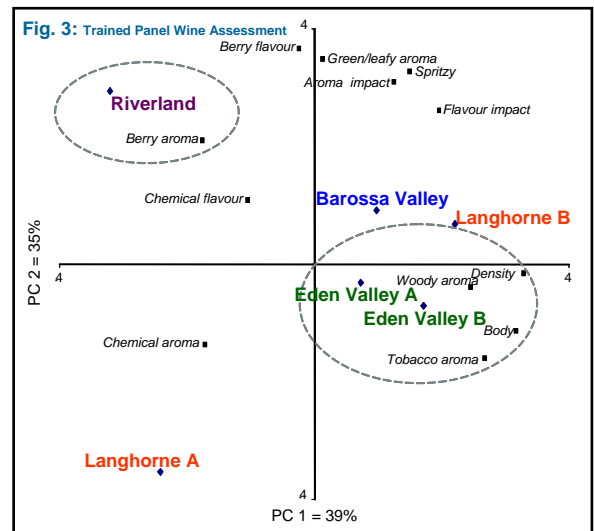 Fig. 3: Trained Panel Wine Assessment
4
Berry flavour
Green/leafy aroma
Spritzy
Aroma impact
Riverland
Flavour impact
Berry aroma
Chemical flavour
Barossa Valley
Langhorne B
4
4
PC 2 = 35%
Density
Woody aroma
Eden Valley A
Eden Valley B
Body
Chemical aroma
Tobacco aroma
Langhorne A
4
PC 1 = 39%